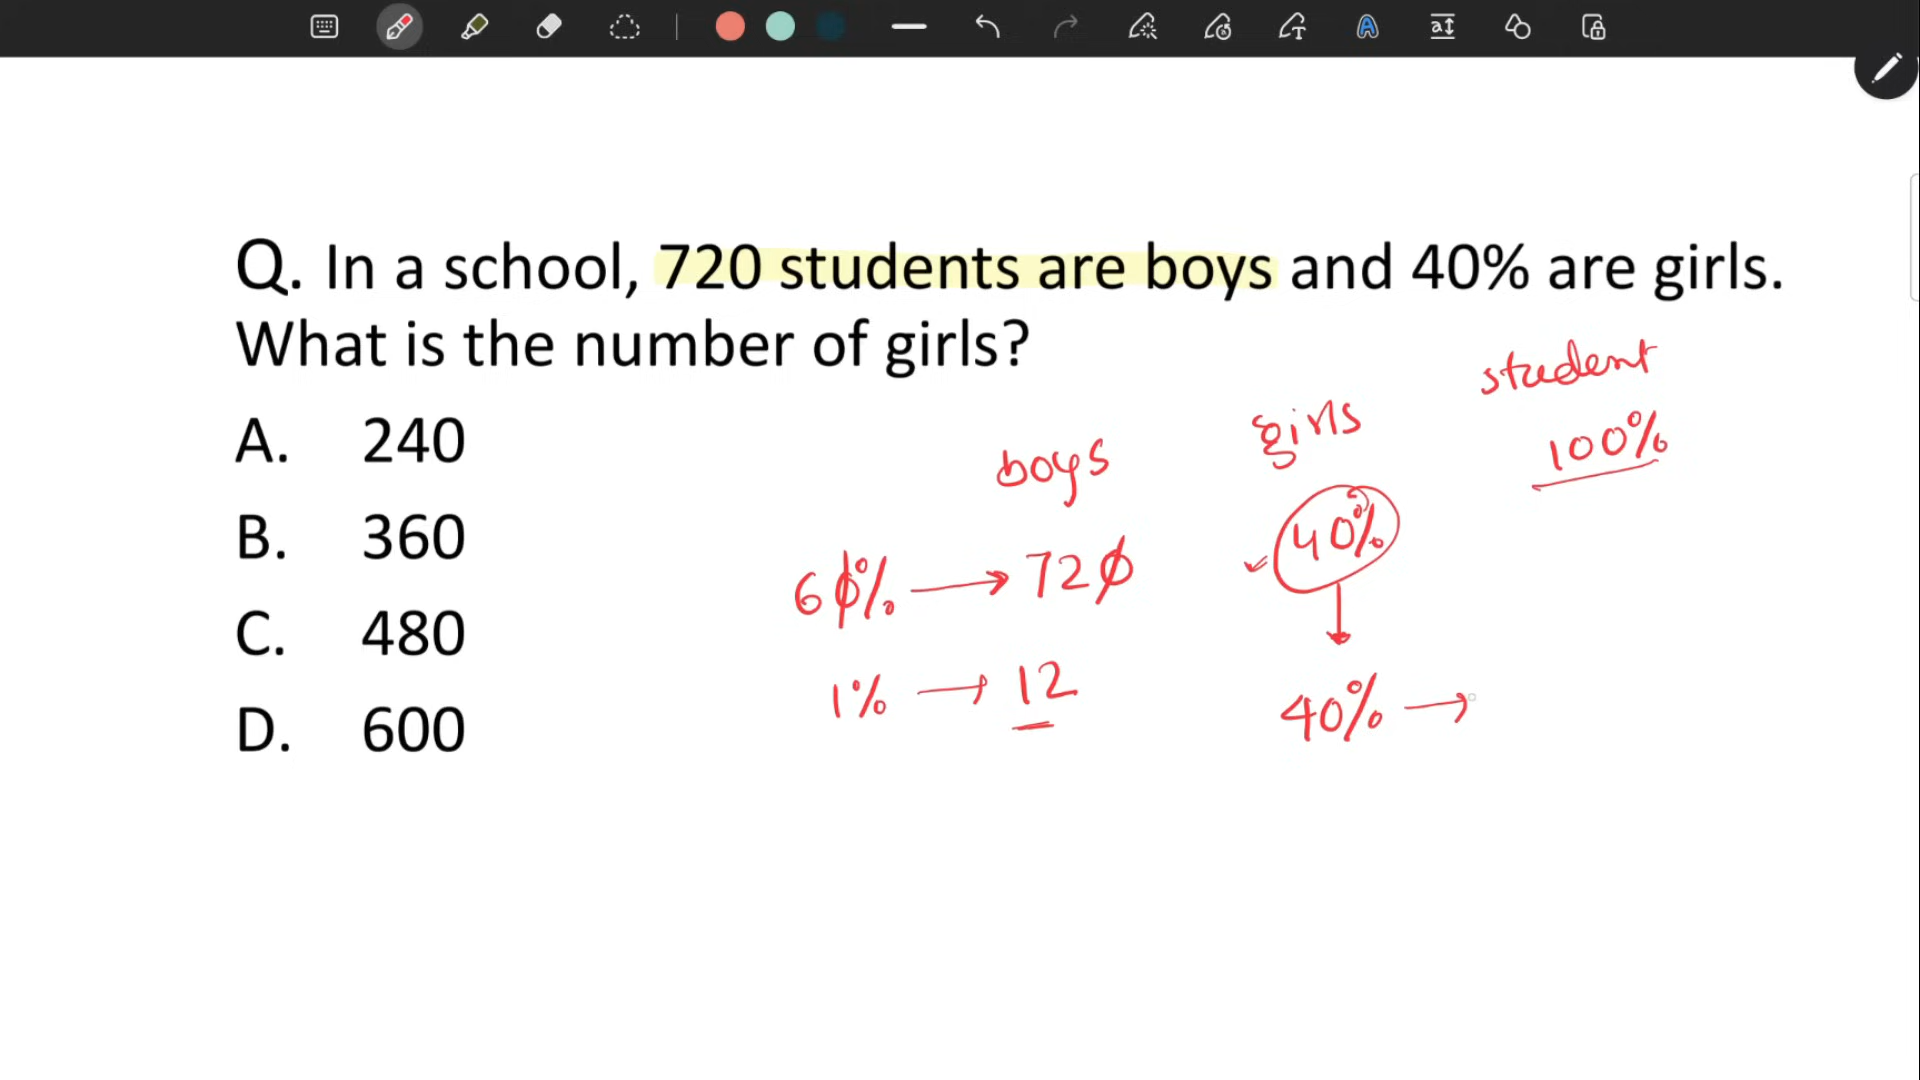 Q. In a school, 720 students are boys and 40% are girls.
What is the number of girls?
A. 240
B. 360
C. 480
D. 600
student
100%
girls
boys
40%
60% → 720
1% → 12
40% →